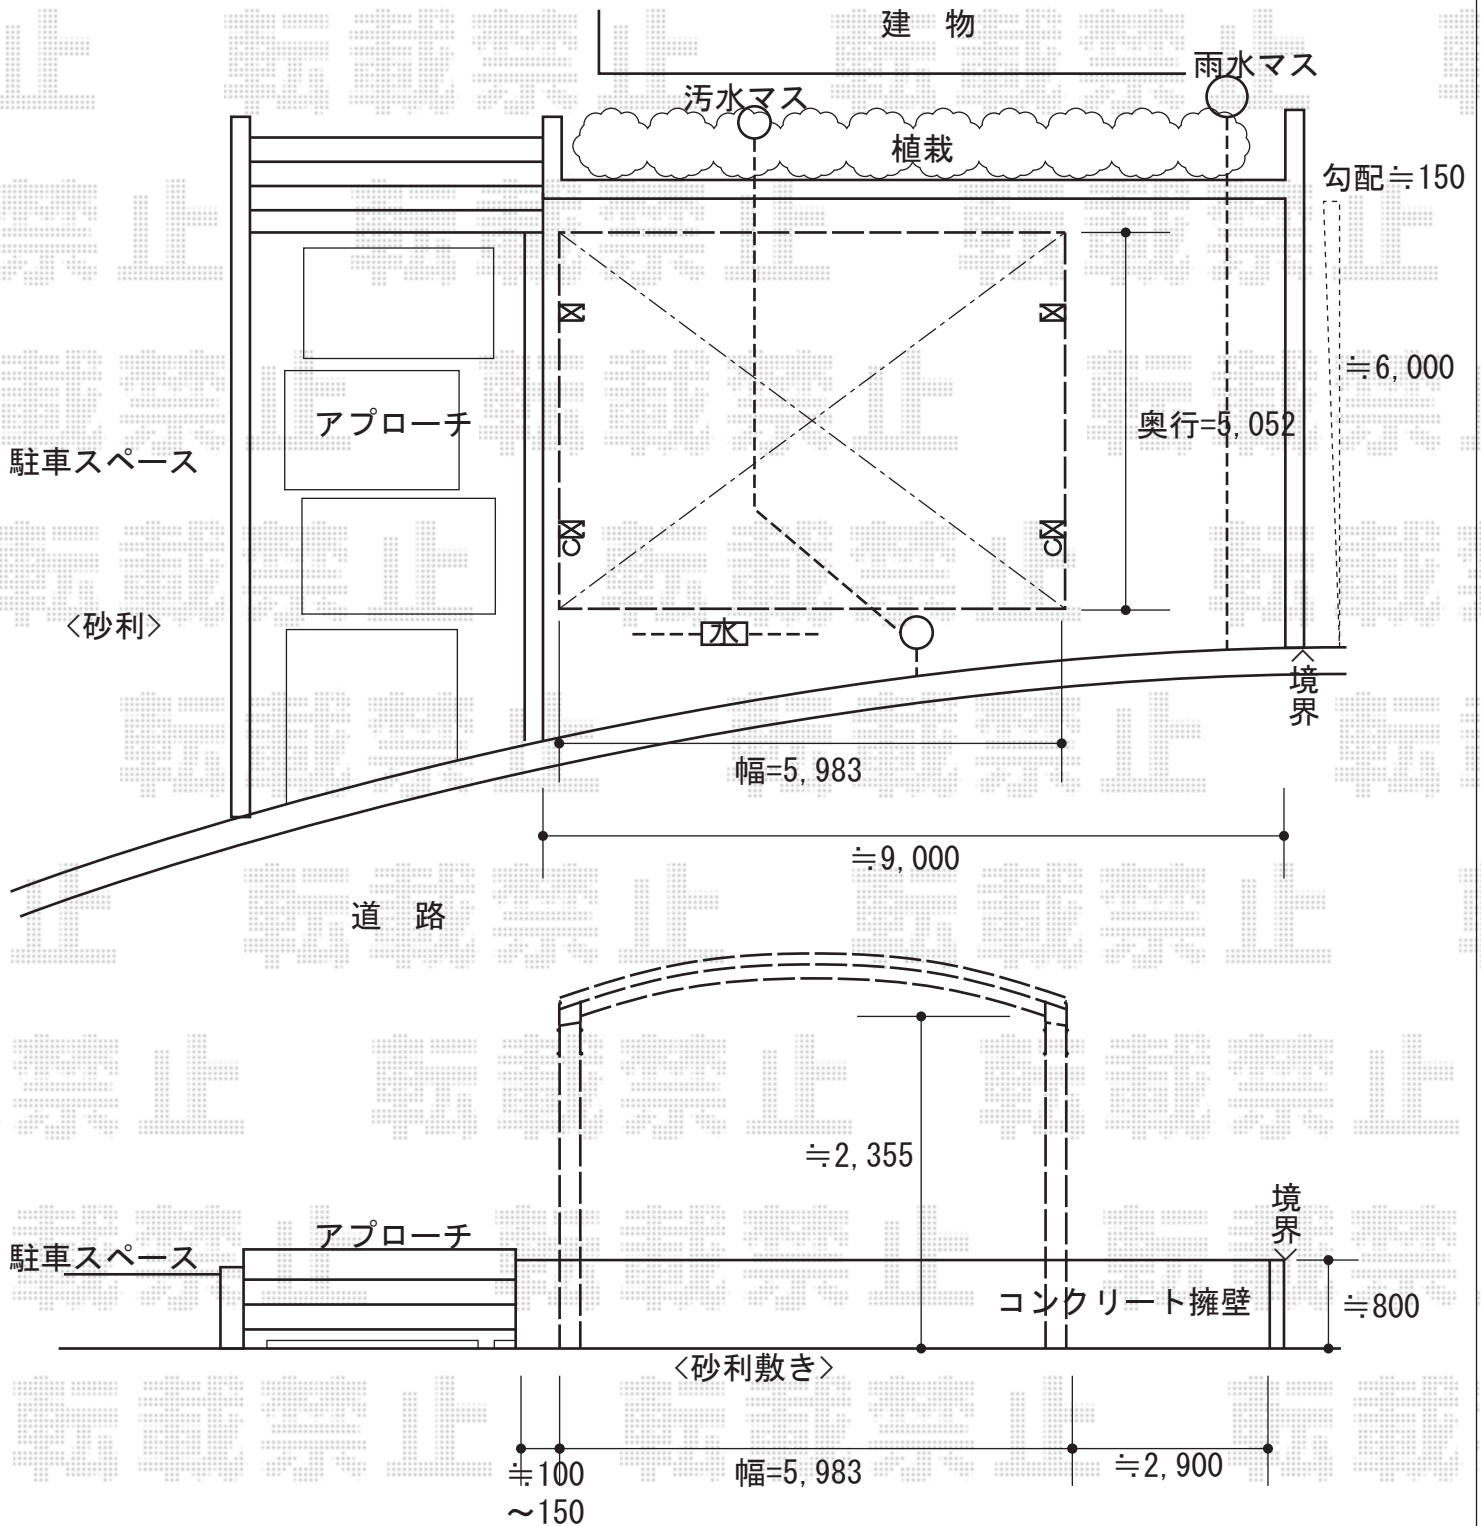 建　物
雨水マス
汚水マス
植栽
勾配≒150
≒6,000
アプローチ
奥行=5,052
駐車スペース
<砂利>
水
境界
幅=5,983
≒9,000
道　路
≒2,355
境界
アプローチ
駐車スペース
コンクリート擁壁
≒800
<砂利敷き>
≒100
～150
幅=5,983
≒2,900
転載禁止